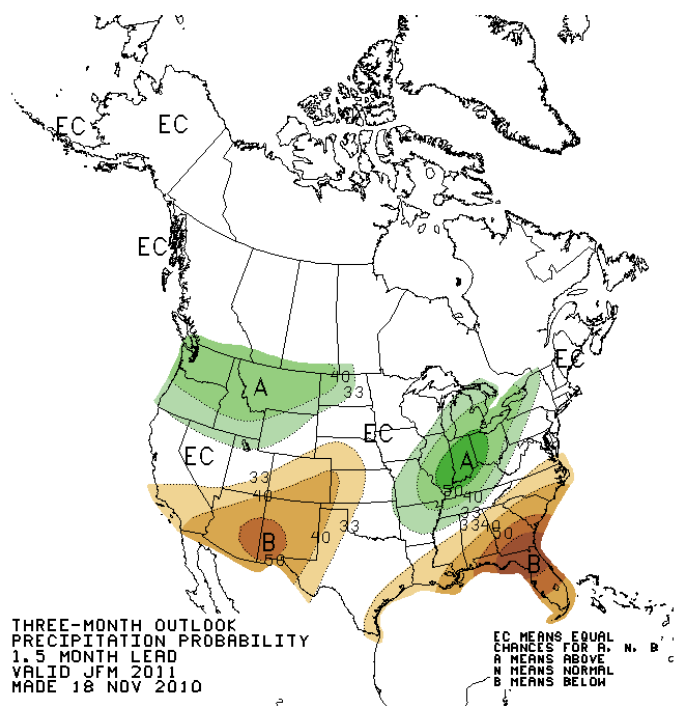 EC
EC
EC
A
40
33
EC
EC
EC
A
33
40
50
40
33
33
40
50
40
33
B
50
B
THREE-MONTH OUTLOOK
PRECIPITATION PROBABILITY
1.5 MONTH LEAD
VALID JFM 2011
MADE 18 NOV 2010
EC MEANS EQUAL
CHANCES FOR A, N, B
A MEANS ABOVE
N MEANS NORMAL
B MEANS BELOW